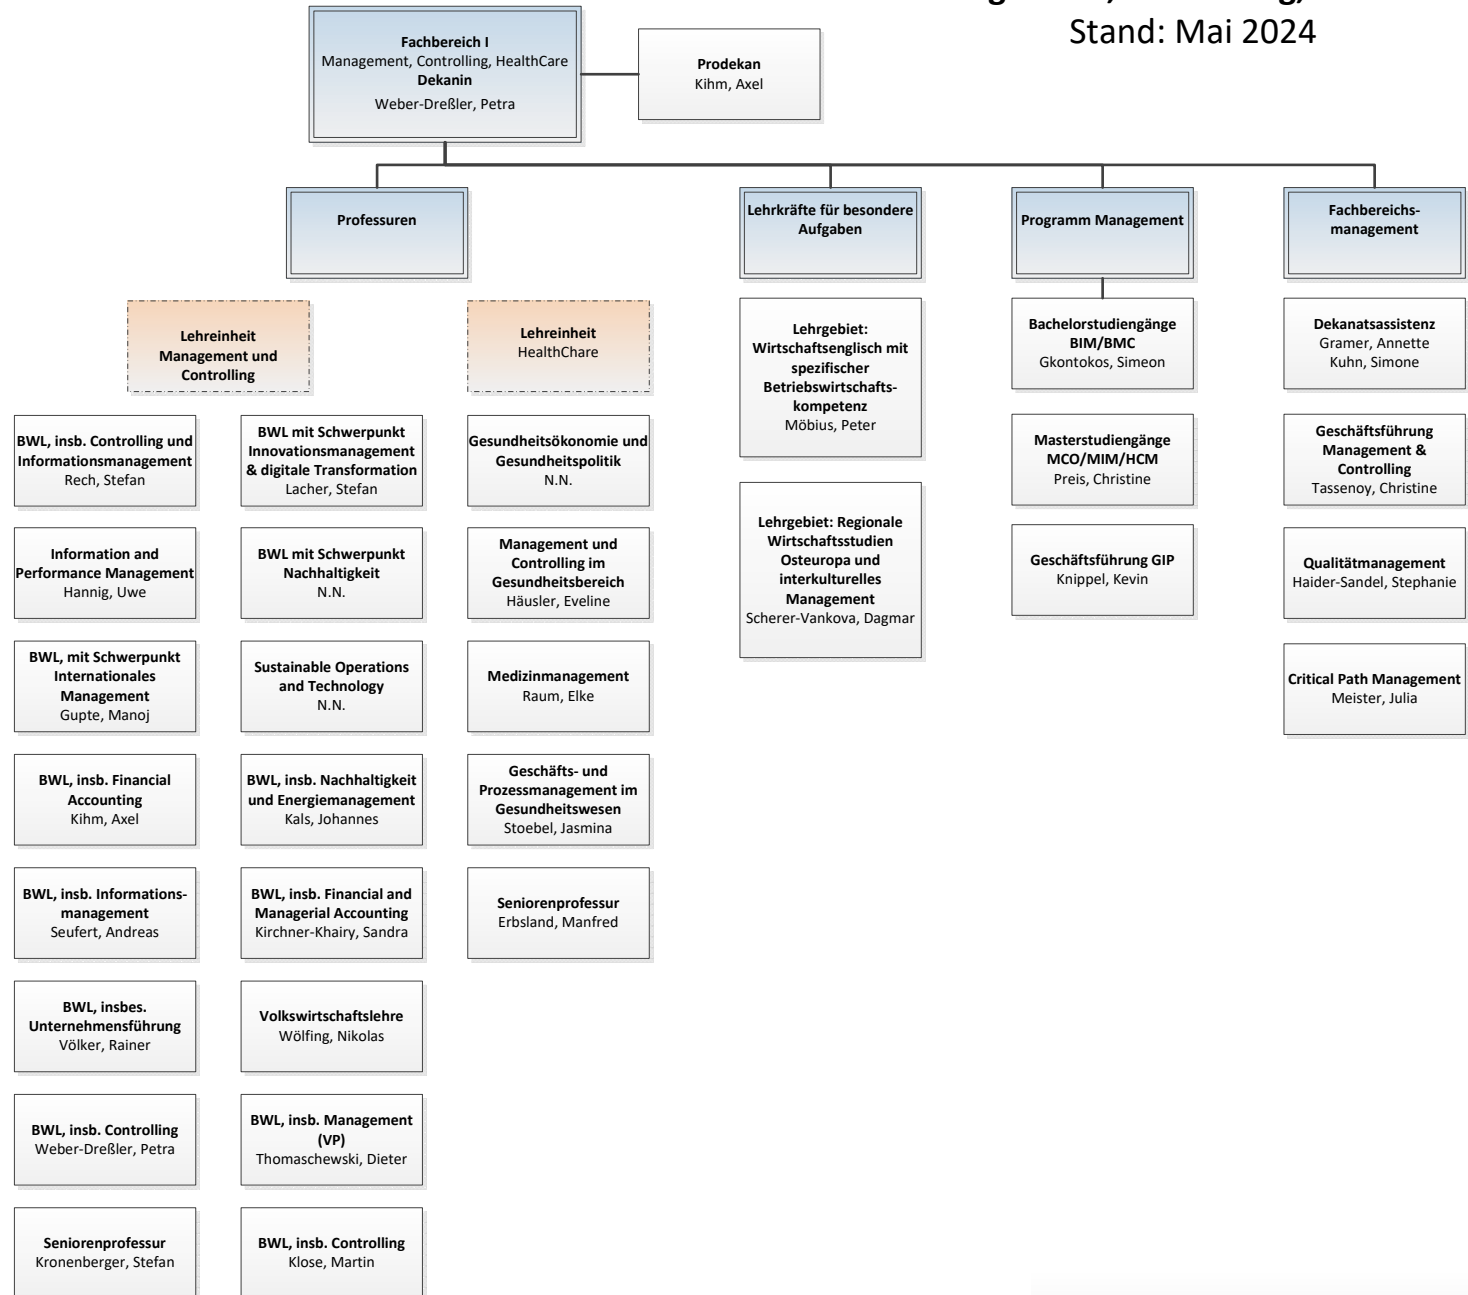 Stand: Mai 2024
Fachbereich I
Management, Controlling, HealthCare
Dekanin
Weber-Dreßler, Petra
Prodekan
Kihm, Axel
Professuren
Lehrkräfte für besondere
Aufgaben
Programm Management
Fachbereichs-
management
Lehreinheit
Management und
Controlling
Lehreinheit
HealthChare
BWL, insb. Controlling und
Informationsmanagement
Rech, Stefan
Information and
Performance Management
Hannig, Uwe
BWL, mit Schwerpunkt
Internationales
Management
Gupte, Manoj
BWL, insb. Financial
Accounting
Kihm, Axel
BWL, insb. Informations-
management
Seufert, Andreas
BWL, insbes.
Unternehmensführung
Völker, Rainer
BWL, insb. Controlling
Weber-Dreßler, Petra
Seniorenprofessur
Kronenberger, Stefan
BWL mit Schwerpunkt
Innovationsmanagement
& digitale Transformation
Lacher, Stefan
BWL mit Schwerpunkt
Nachhaltigkeit
N.N.
Sustainable Operations
and Technology
N.N.
BWL, insb. Nachhaltigkeit
und Energiemanagement
Kals, Johannes
BWL, insb. Financial and
Managerial Accounting
Kirchner-Khairy, Sandra
Volkswirtschaftslehre
Wölfing, Nikolas
BWL, insb. Management
(VP)
Thomaschewski, Dieter
BWL, insb. Controlling
Klose, Martin
Gesundheitsökonomie und
Gesundheitspolitik
N.N.
Management und
Controlling im
Gesundheitsbereich
Häusler, Eveline
Medizinmanagement
Raum, Elke
Geschäfts- und
Prozessmanagement im
Gesundheitswesen
Stoebel, Jasmina
Seniorenprofessur
Erbsland, Manfred
Lehrgebiet:
Wirtschaftsenglisch mit
spezifischer
Betriebswirtschafts-
kompetenz
Möbius, Peter
Lehrgebiet: Regionale
Wirtschaftsstudien
Osteuropa und
interkulturelles
Management
Scherer-Vankova, Dagmar
Bachelorstudiengänge
BIM/BMC
Gkontokos, Simeon
Masterstudiengänge
MCO/MIM/HCM
Preis, Christine
Geschäftsführung GIP
Knippel, Kevin
Dekanatsassistenz
Gramer, Annette
Kuhn, Simone
Geschäftsführung
Management &
Controlling
Tassenoy, Christine
Qualitätmanagement
Haider-Sandel, Stephanie
Critical Path Management
Meister, Julia